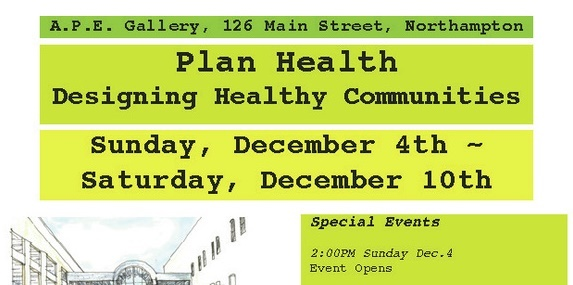 A.P.E. Gallery, 126 Main Street, Northampton
Plan Health
Designing Healthy Communities
Sunday, December 4th ~
Saturday, December 10th
Special Events
2:00PM Sunday Dec.4
Event Opens